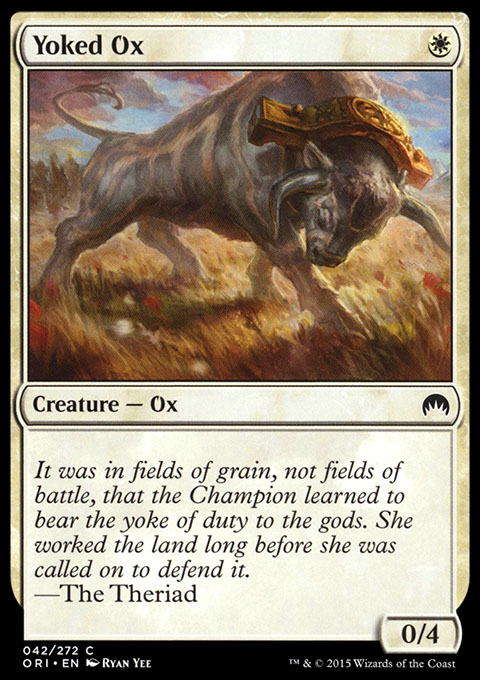 Yoked Ox
Creature — Ox
It was in fields of grain, not fields of
battle, that the Champion learned to
bear the yoke of duty to the gods. She
worked the land long before she was
called on to defend it.
—The Theriad
0/4
042/272 C
ORI • EN Ryan Yee
™ & © 2015 Wizards of the Coast